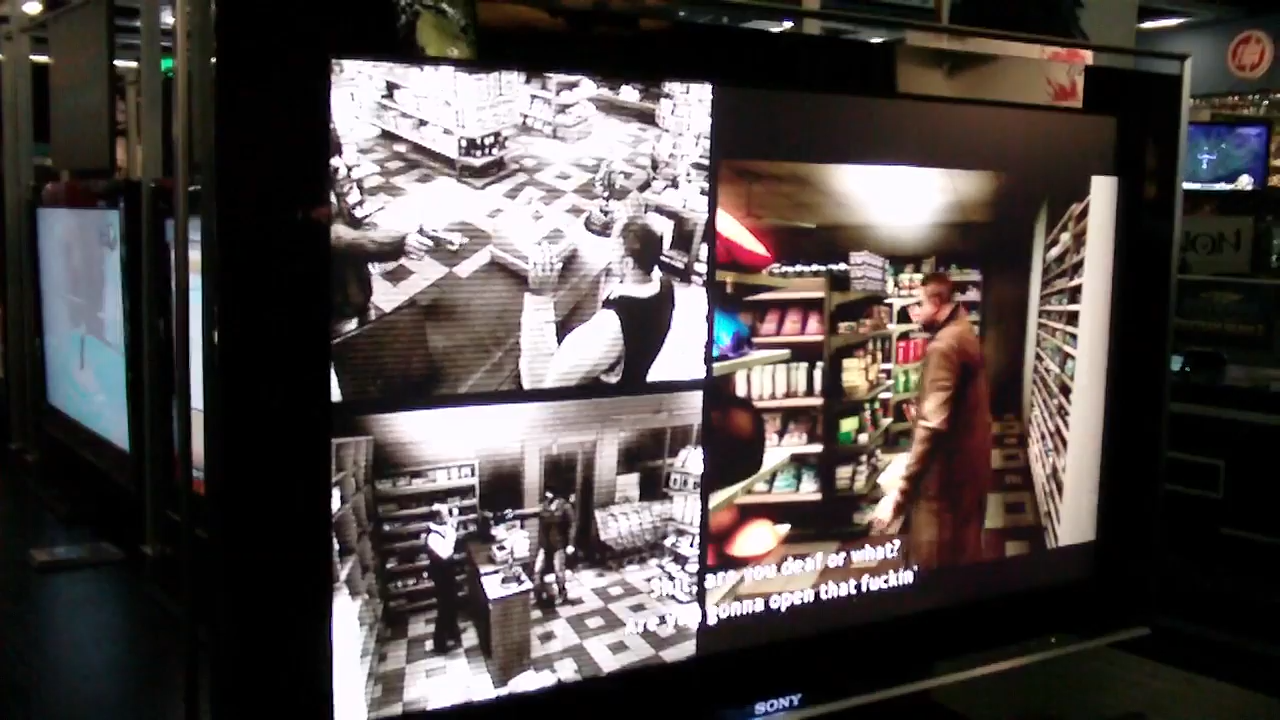 Shit, are you deaf or what?
Are you gonna open that fuckin'
SONY